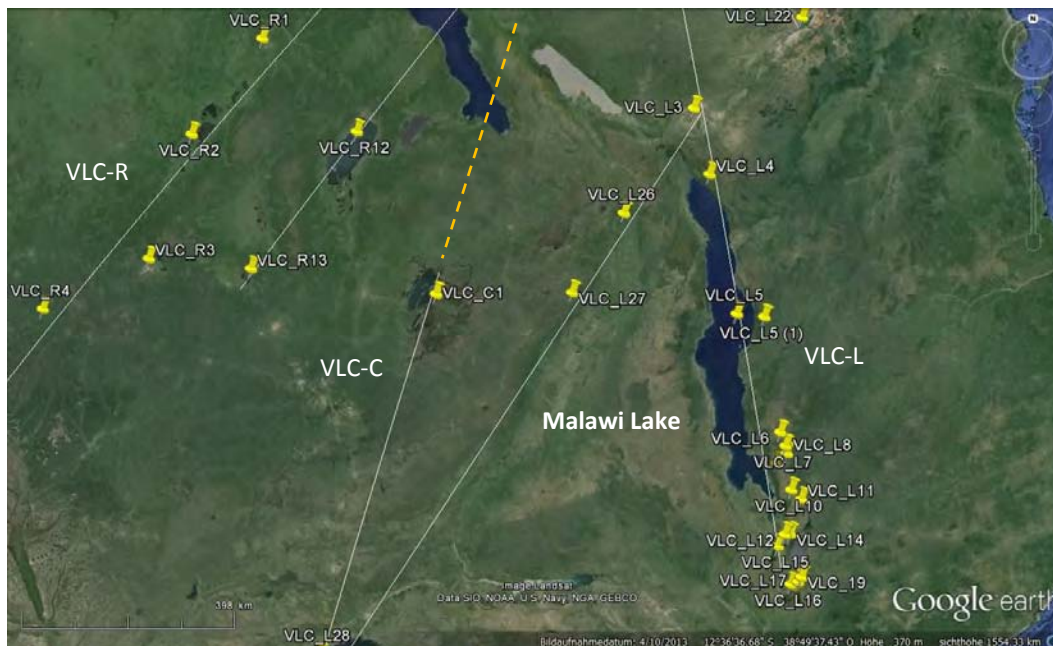 VLC_R1
VLC_L22
N
VLC_L3
VLC_R2
VLC_R12
VLC-R
VLC_L4
VLC_L26
VLC_R3
VLC_R13
VLC_R4
VLC_C1
VLC_L27
VLC_L5
VLC_L5 (1)
VLC-C
VLC-L
Malawi Lake
VLC_L6
VLC_L8
VLC_L7
VLC_L11
VLC_L10
VLC_L12
VLC_L14
VLC_L15
VLC_L17
VLC_19
VLC_L16
Image Landsat
Data SIO, NOAA, U.S. Navy, NGA, GEBCO
Google earth
398 km
VLC_L28
Bildaufnahmedatum: 4/10/2013 12°36'36.68" S 38°49'37.43" O Höhe 370 m sichthöhe 1554.33 km